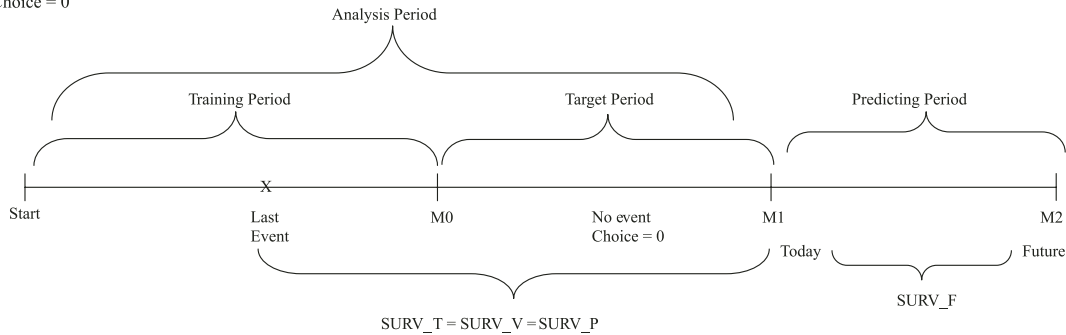 Choice = 0
Analysis Period
Training Period
Target Period
Predicting Period
X
Start
Last
Event
M0
No event
Choice = 0
M1
M2
Today
Future
SURV_F
SURV_T = SURV_V = SURV_P